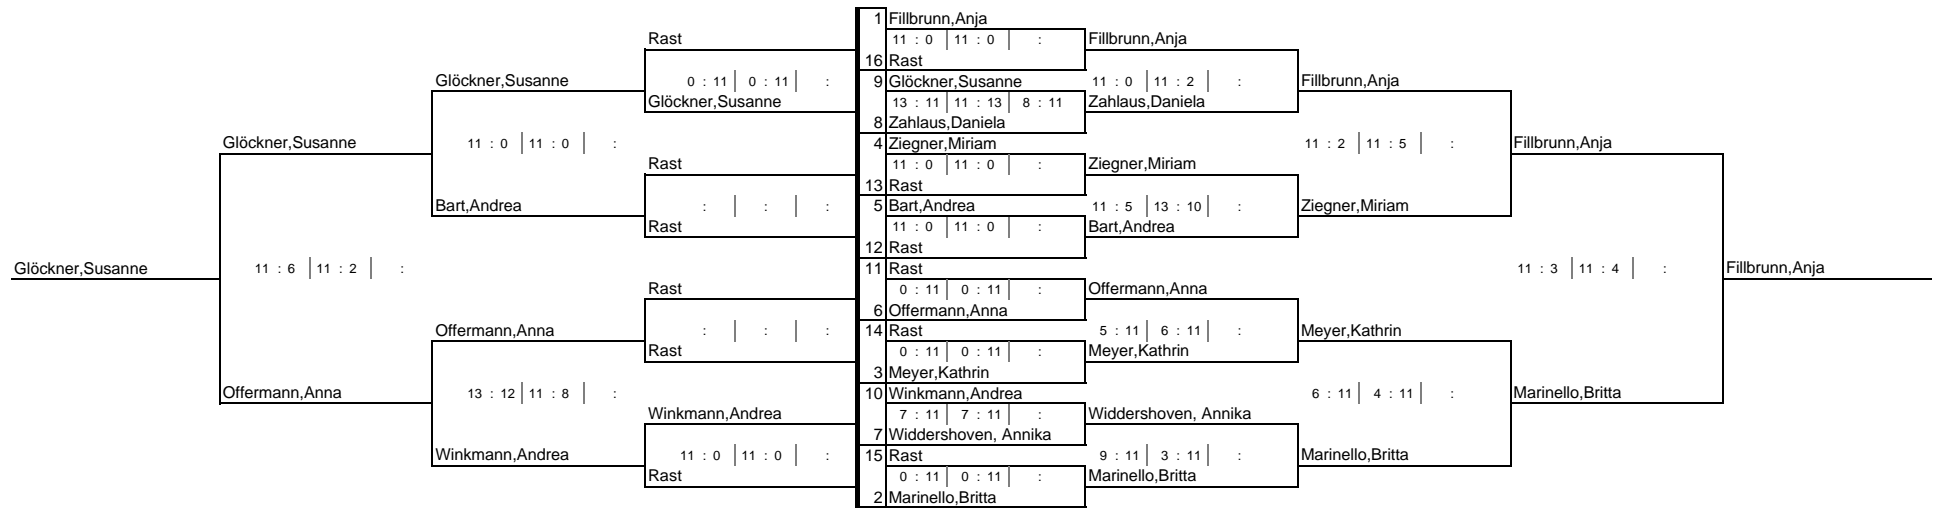 1 Fillbrunn,Anja
Rast 11 : 0 11 : 0 : Fillbrunn,Anja
16 Rast
Glöckner,Susanne 0 : 11 0 : 11 : 9 Glöckner,Susanne 11 : 0 11 : 2 : Fillbrunn,Anja
Glöckner,Susanne 13 : 11 11 : 13 8 : 11 Zahlaus,Daniela
8 Zahlaus,Daniela
Glöckner,Susanne 11 : 0 11 : 0 : 4 Ziegner,Miriam 11 : 2 11 : 5 : Fillbrunn,Anja
Rast 11 : 0 11 : 0 : Ziegner,Miriam
13 Rast
Bart,Andrea : : : 5 Bart,Andrea 11 : 5 13 : 10 : Ziegner,Miriam
Rast 11 : 0 11 : 0 : Bart,Andrea
12 Rast
Glöckner,Susanne 11 : 6 11 : 2 : 11 Rast 11 : 3 11 : 4 : Fillbrunn,Anja
Rast 0 : 11 0 : 11 : Offermann,Anna
6 Offermann,Anna
Offermann,Anna : : : 14 Rast 5 : 11 6 : 11 : Meyer,Kathrin
Rast 0 : 11 0 : 11 : Meyer,Kathrin
3 Meyer,Kathrin
Offermann,Anna 13 : 12 11 : 8 : 10 Winkmann,Andrea 6 : 11 4 : 11 : Marinello,Britta
Winkmann,Andrea 7 : 11 7 : 11 : Widdershoven, Annika
7 Widdershoven, Annika
Winkmann,Andrea 11 : 0 11 : 0 : 15 Rast 9 : 11 3 : 11 : Marinello,Britta
Rast 0 : 11 0 : 11 : Marinello,Britta
2 Marinello,Britta